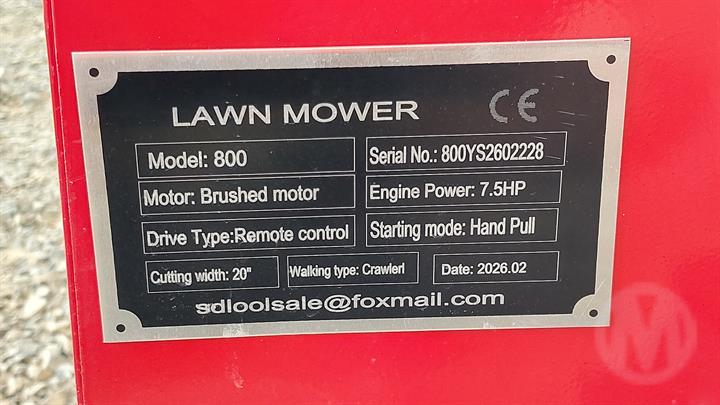 LAWN MOWER CE
Model: 800 Serial No.: 800YS2602228
Motor: Brushed motor Engine Power: 7.5HP
Drive Type:Remote control Starting mode: Hand Pull
Cutting width: 20" Walking type: Crawlerl Date: 2026.02
sdloolsale@foxmail.com
M